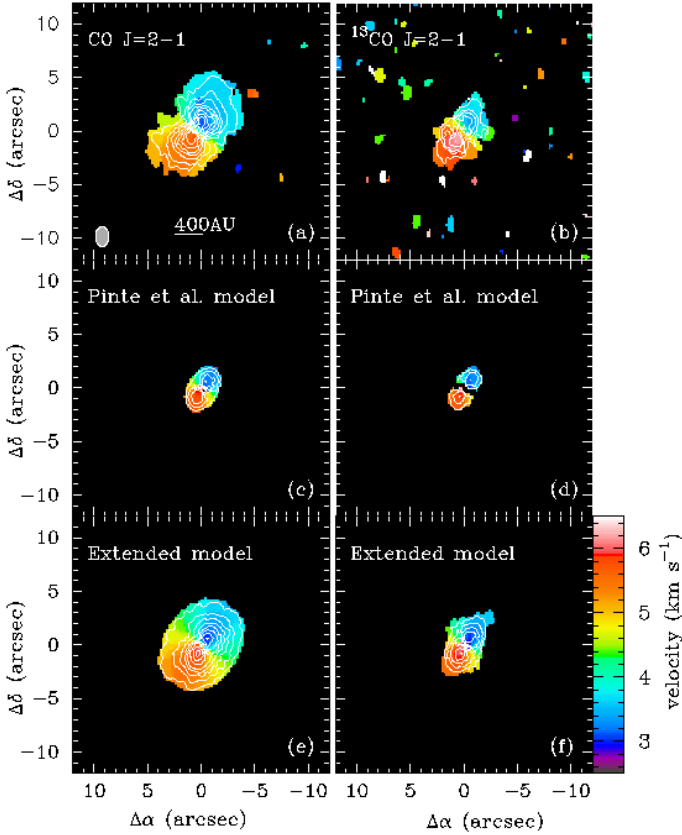 CO J=2−1
¹³CO J=2−1
10
5
0
−5
−10
Δδ (arcsec)
400AU
(a)
(b)
Pinte et al. model
Pinte et al. model
10
5
0
−5
−10
Δδ (arcsec)
(c)
(d)
Extended model
Extended model
10
5
0
−5
−10
Δδ (arcsec)
(e)
(f)
6
5
4
3
velocity (km s⁻¹)
10 5 0 −5 −10
10 5 0 −5 −10
Δα (arcsec)
Δα (arcsec)